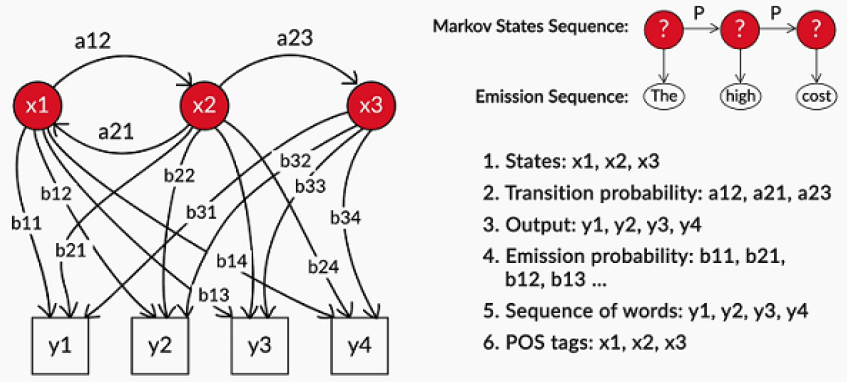 a12
a23
x1
x2
x3
a21
b11
b12
b21
b22
b31
b32
b33
b34
b14
b13
b24
y1
y2
y3
y4
Markov States Sequence:
?
P
?
P
?
Emission Sequence:
The
high
cost
1. States: x1, x2, x3
2. Transition probability: a12, a21, a23
3. Output: y1, y2, y3, y4
4. Emission probability: b11, b21,
b12, b13 ...
5. Sequence of words: y1, y2, y3, y4
6. POS tags: x1, x2, x3